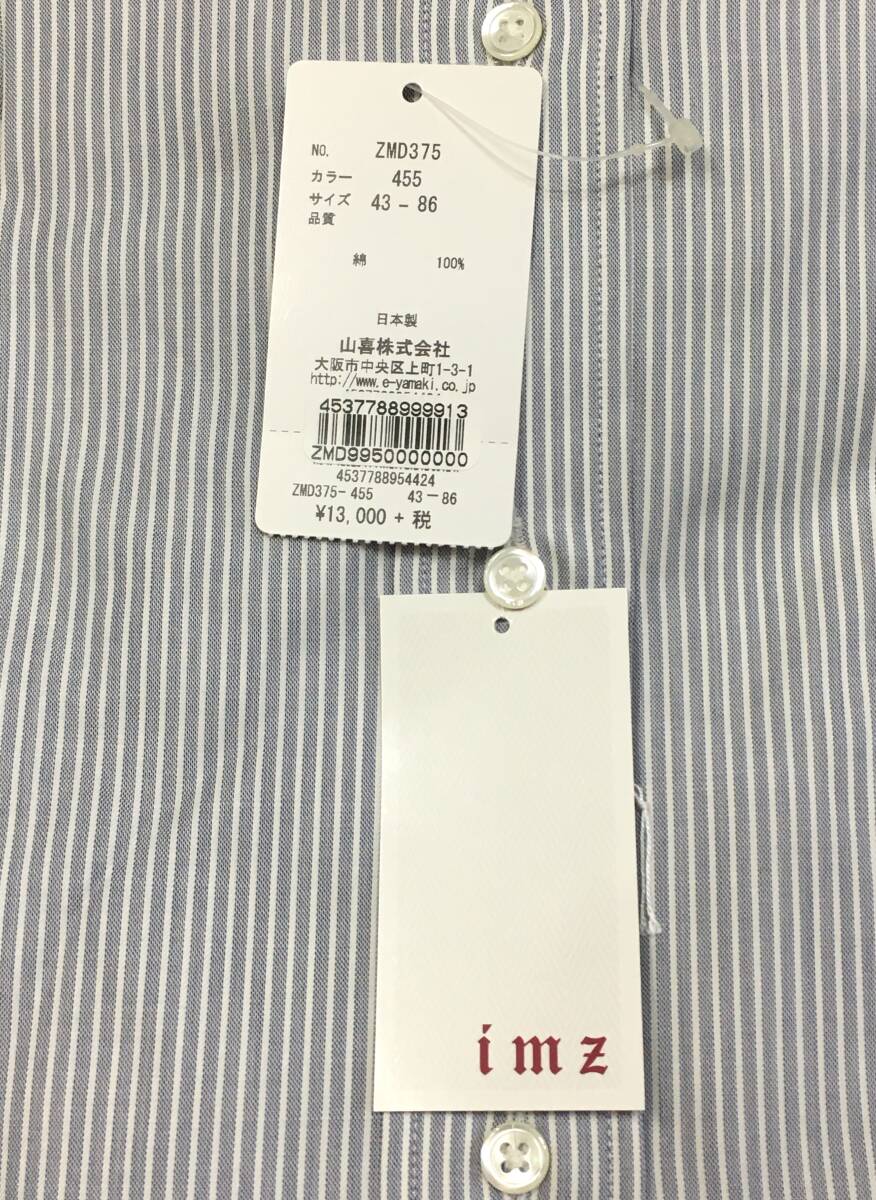 NO. ZMD375
カラー 455
サイズ 43 - 86
品質
綿 100%
日本製
山喜株式会社
大阪市中央区上町1-3-1
http://www.e-yamaki.co.jp
4537788999913
ZMD9950000000
4537788954424
ZMD375-455 43-86
¥13,000 + 税
imz